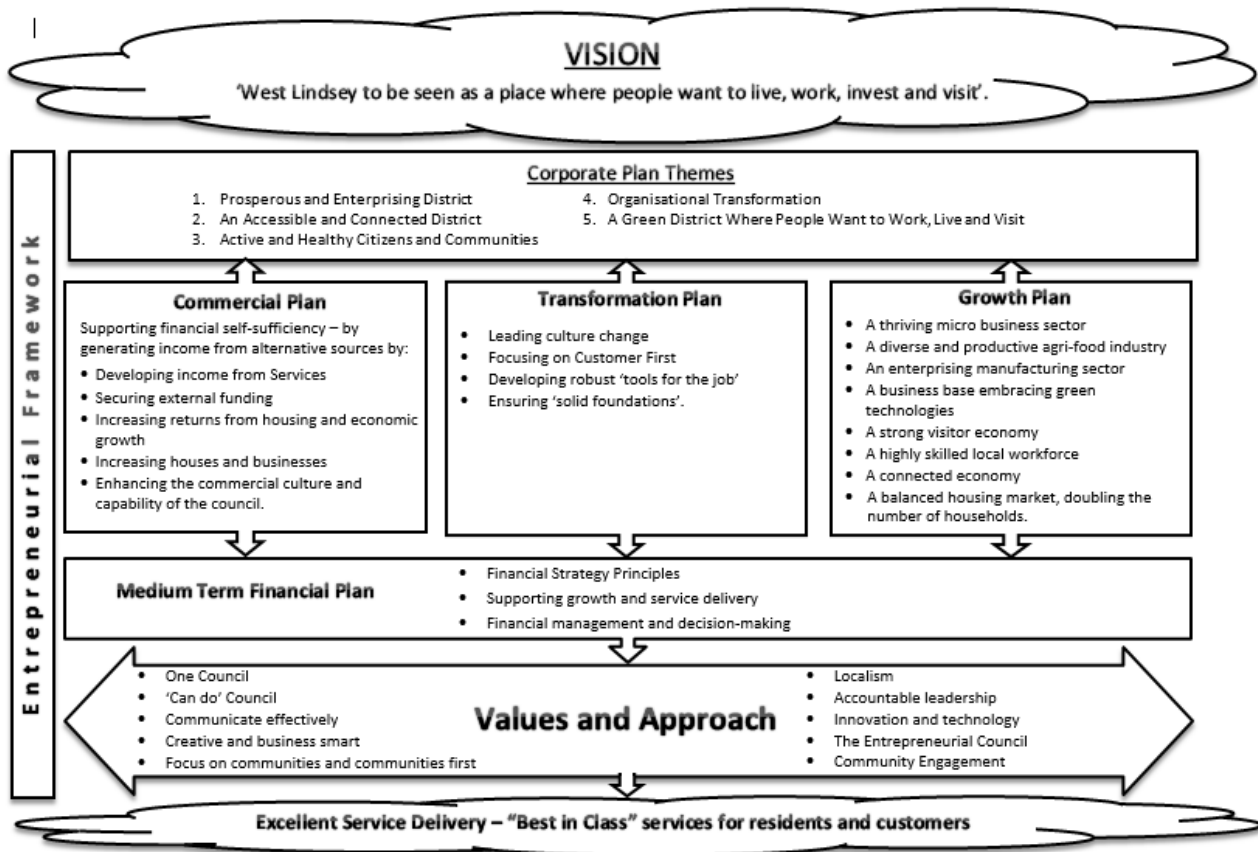 VISION
'West Lindsey to be seen as a place where people want to live, work, invest and visit'.
Entrepreneurial Framework
Corporate Plan Themes
1. Prosperous and Enterprising District
2. An Accessible and Connected District
3. Active and Healthy Citizens and Communities
4. Organisational Transformation
5. A Green District Where People Want to Work, Live and Visit
Commercial Plan
Supporting financial self-sufficiency – by
generating income from alternative sources by:
• Developing income from Services
• Securing external funding
• Increasing returns from housing and economic
growth
• Increasing houses and businesses
• Enhancing the commercial culture and
capability of the council.
Transformation Plan
• Leading culture change
• Focusing on Customer First
• Developing robust 'tools for the job'
• Ensuring 'solid foundations'.
Growth Plan
• A thriving micro business sector
• A diverse and productive agri-food industry
• An enterprising manufacturing sector
• A business base embracing green
technologies
• A strong visitor economy
• A highly skilled local workforce
• A connected economy
• A balanced housing market, doubling the
number of households.
Medium Term Financial Plan
• Financial Strategy Principles
• Supporting growth and service delivery
• Financial management and decision-making
• One Council
• 'Can do' Council
• Communicate effectively
• Creative and business smart
• Focus on communities and communities first
Values and Approach
• Localism
• Accountable leadership
• Innovation and technology
• The Entrepreneurial Council
• Community Engagement
Excellent Service Delivery – "Best in Class" services for residents and customers